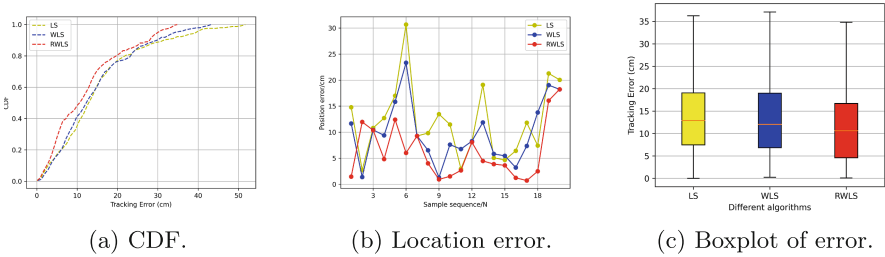 LS
WLS
RWLS
1.0
0.8
0.6
0.4
0.2
0.0
CDF
0
10
20
30
40
50
Tracking Error (cm)
(a) CDF.
LS
WLS
RWLS
30
25
20
15
10
5
0
Position error/cm
3
6
9
12
15
18
Sample sequence/N
(b) Location error.
35
30
25
20
15
10
5
0
Tracking Error (cm)
LS
WLS
RWLS
Different algorithms
(c) Boxplot of error.